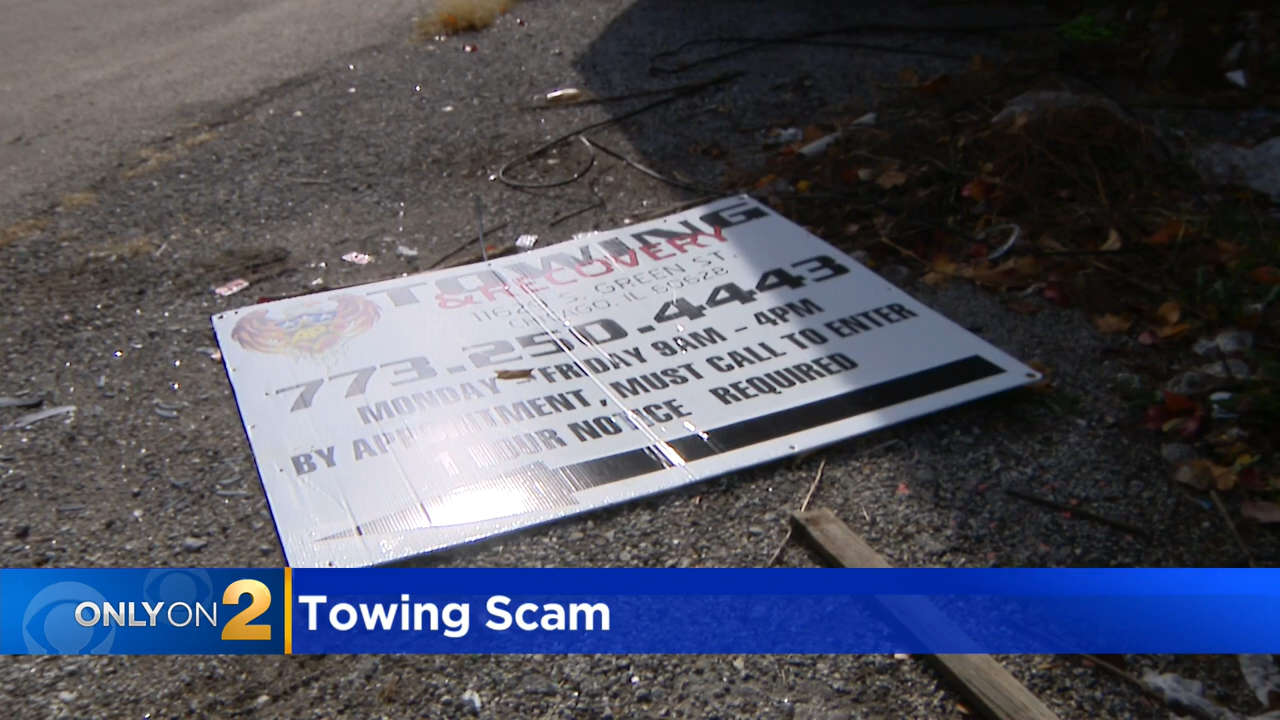 TOWING
& RECOVERY
S. GREEN ST.
CHICAGO, IL 60628
773.250.4443
MONDAY - FRIDAY 9AM - 4PM
BY APPOINTMENT, MUST CALL TO ENTER
1 HOUR NOTICE REQUIRED
ONLY ON 2
Towing Scam